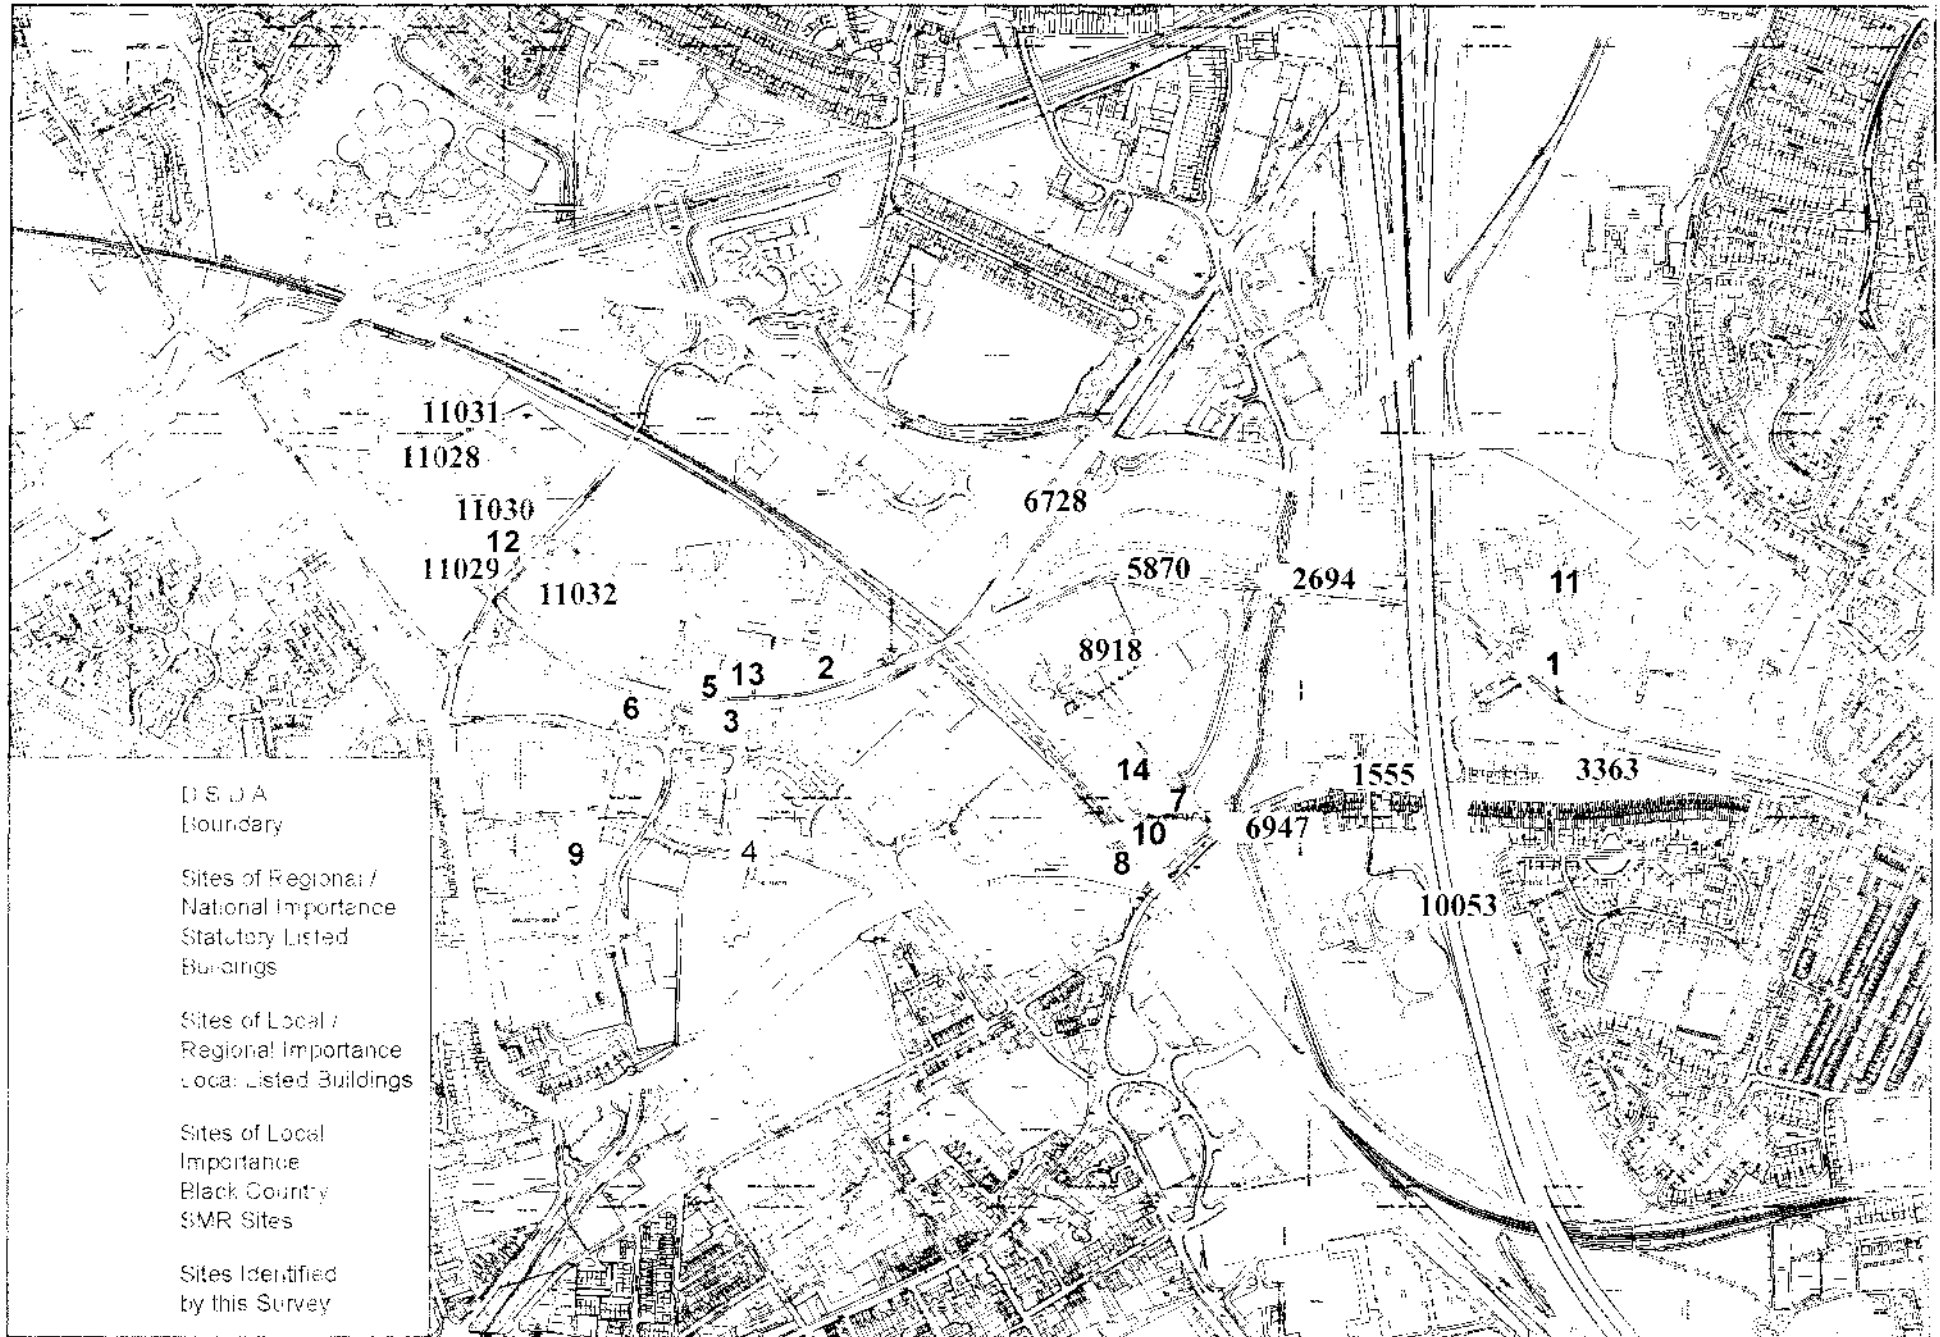 11031
11028
6728
11030
12
11029
11032
5870
2694
11
8918
1
2
13
5
6
3
14
1555
3363
7
10
6947
8
9
4
10053
Boundary
Sites of Regional /
National Importance
Statutory Listed
Buildings
Sites of Local /
Regional Importance
Local Listed Buildings
Sites of Local
Importance
Black Country
SMR Sites
Sites Identified
by this Survey